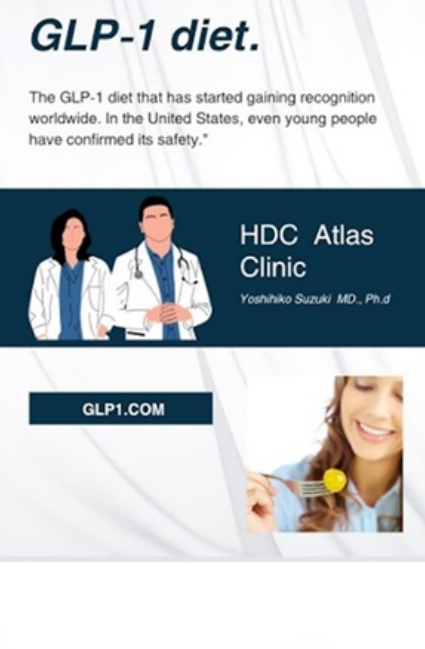 GLP-1 diet.
The GLP-1 diet that has started gaining recognition
worldwide. In the United States, even young people
have confirmed its safety."
HDC Atlas
Clinic
Yoshihiko Suzuki MD., Ph.d
GLP1.COM